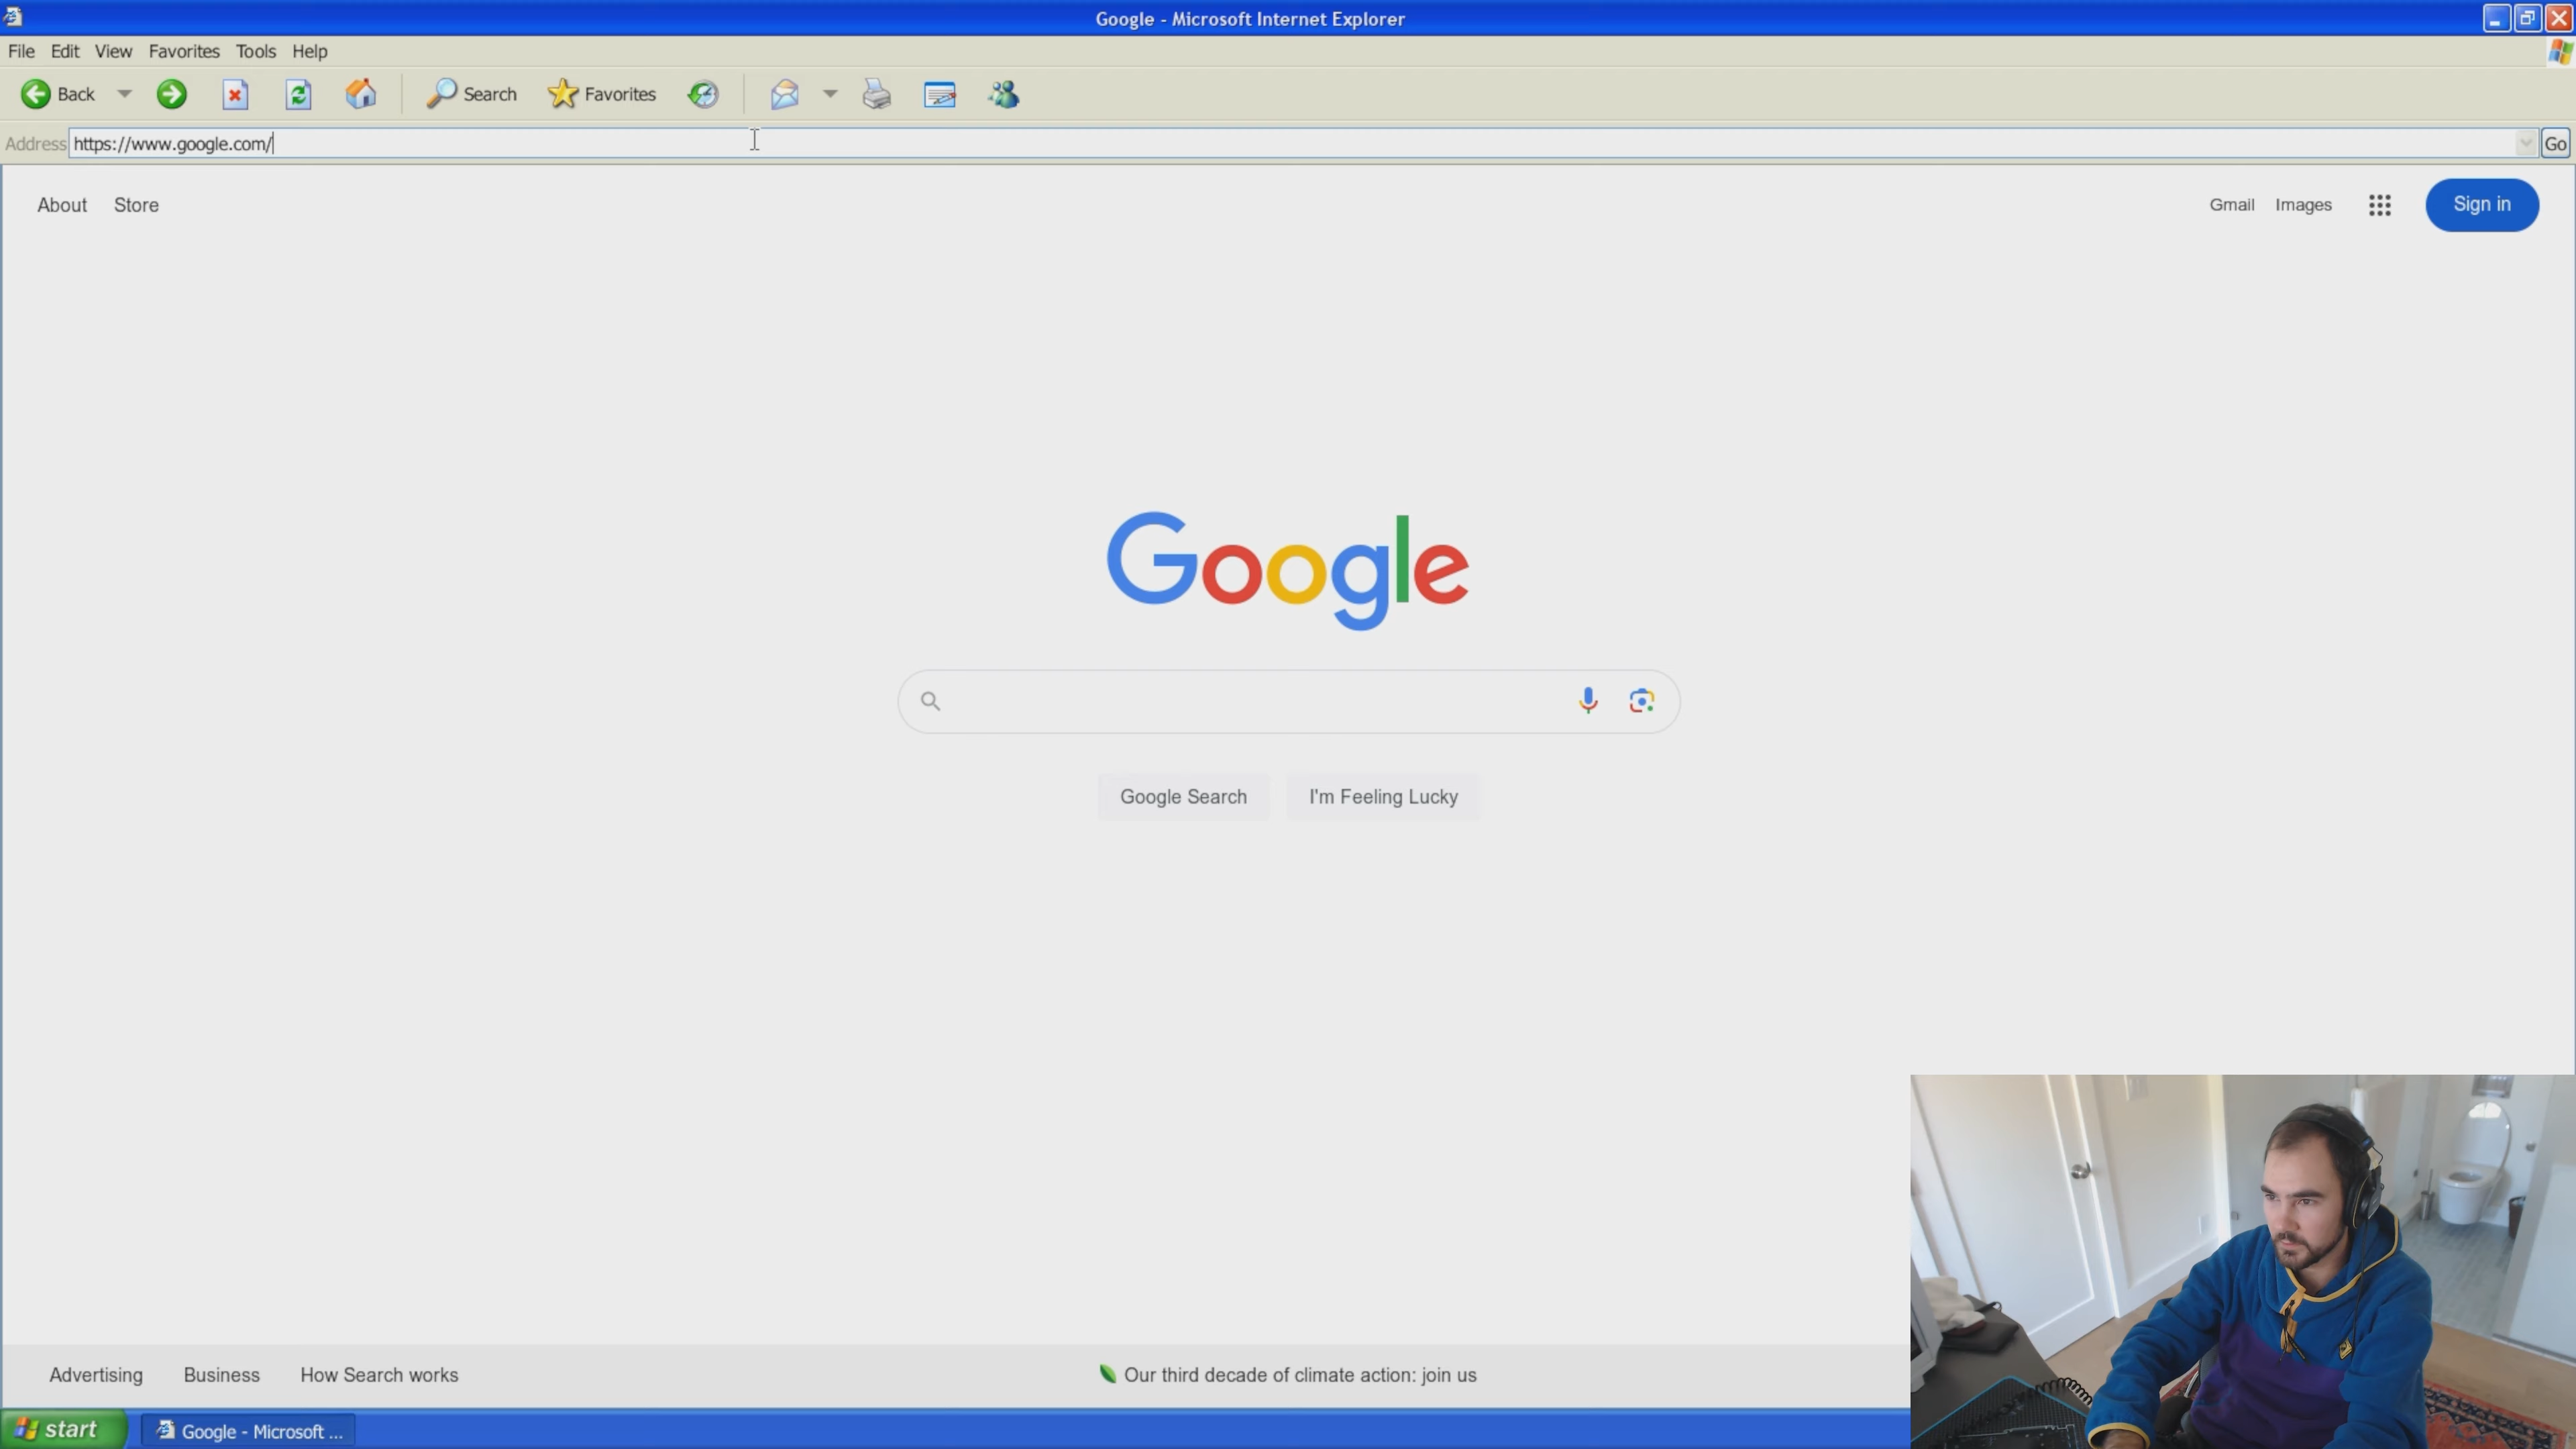 Google - Microsoft Internet Explorer
File Edit View Favorites Tools Help
Back Search Favorites
Address https://www.google.com/ Go
About Store Gmail Images Sign in
Google
Google Search I'm Feeling Lucky
Advertising Business How Search works Our third decade of climate action: join us
start Google - Microsoft ...